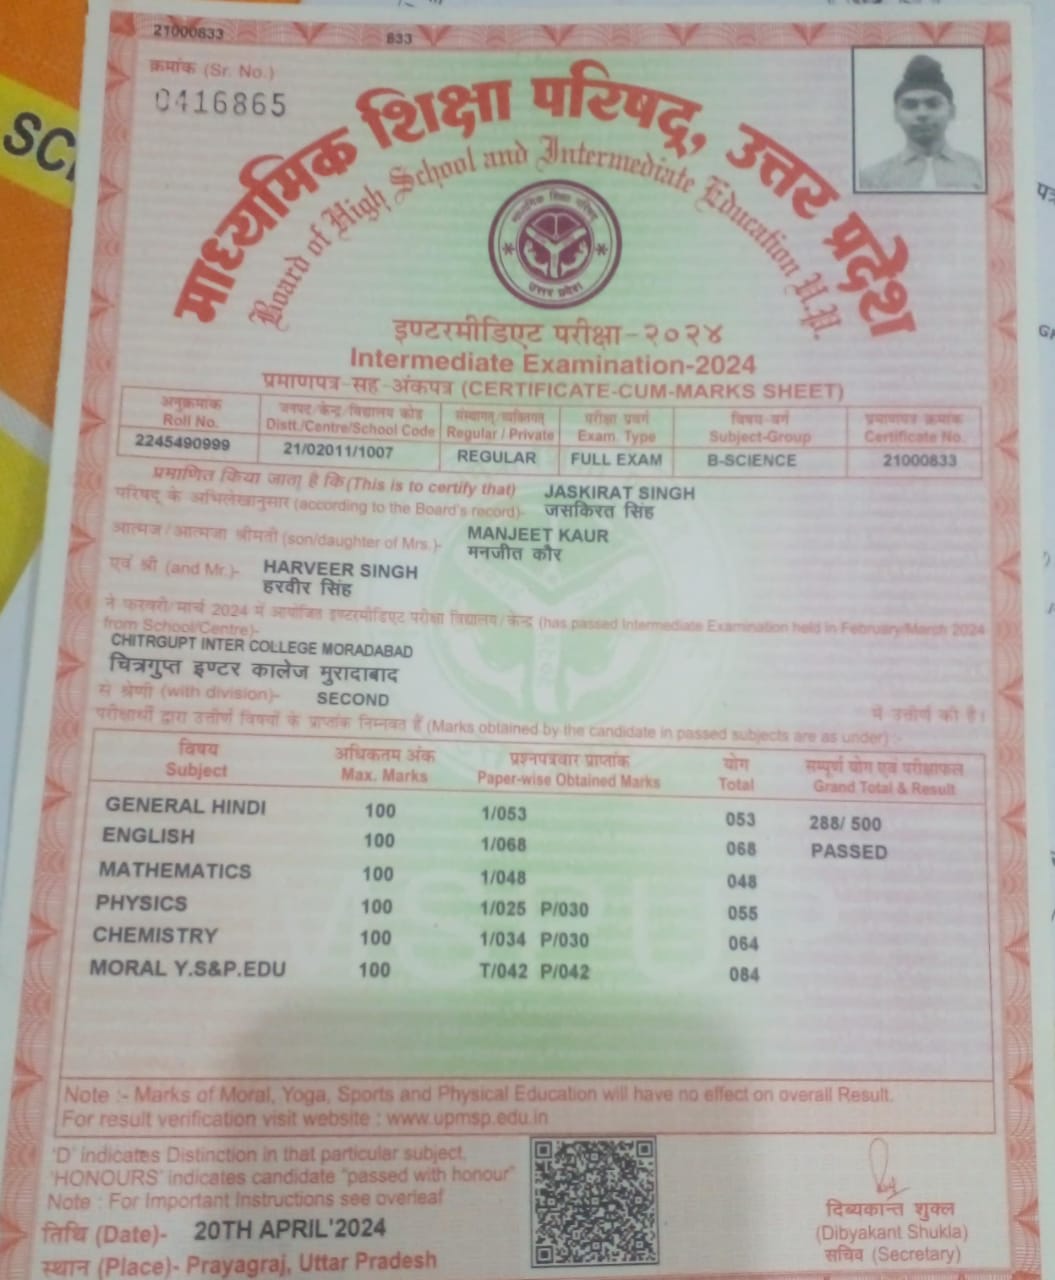 21000833 833
क्रमांक (Sr. No.)
0416865
SC
माध्यमिक शिक्षा परिषद्, उत्तर प्रदेश
Board of High School and Intermediate Education U.P.
माध्यमिक शिक्षा परिषद
उत्तर प्रदेश
इण्टरमीडिएट परीक्षा-२०२४
Intermediate Examination-2024
प्रमाणपत्र-सह-अंकपत्र (CERTIFICATE-CUM-MARKS SHEET)
अनुक्रमांक जनपद/केन्द्र/विद्यालय कोड संस्थागत/व्यक्तिगत परीक्षा प्रवर्ग विषय-वर्ग प्रमाणपत्र क्रमांक
Roll No. Distt./Centre/School Code Regular / Private Exam. Type Subject-Group Certificate No.
2245490999 21/02011/1007 REGULAR FULL EXAM B-SCIENCE 21000833
प्रमाणित किया जाता है कि (This is to certify that) JASKIRAT SINGH
परिषद् के अभिलेखानुसार (according to the Board's record)- जसकिरत सिंह
आत्मज/आत्मजा श्रीमती (son/daughter of Mrs.)- MANJEET KAUR
मनजीत कौर
एवं श्री (and Mr.)- HARVEER SINGH
हरवीर सिंह
ने फरवरी/मार्च 2024 में आयोजित इण्टरमीडिएट परीक्षा विद्यालय/केन्द्र (has passed Intermediate Examination held in February/March 2024
from School/Centre)-
CHITRGUPT INTER COLLEGE MORADABAD
चित्रगुप्त इण्टर कालेज मुरादाबाद
से श्रेणी (with division)- SECOND में उत्तीर्ण की है।
परीक्षार्थी द्वारा उत्तीर्ण विषयों के प्राप्तांक निम्नवत हैं (Marks obtained by the candidate in passed subjects are as under) :-
विषय अधिकतम अंक प्रश्नपत्रवार प्राप्तांक योग सम्पूर्ण योग एवं परीक्षाफल
Subject Max. Marks Paper-wise Obtained Marks Total Grand Total & Result
GENERAL HINDI 100 1/053 053 288/ 500
ENGLISH 100 1/068 068 PASSED
MATHEMATICS 100 1/048 048
PHYSICS 100 1/025 P/030 055
CHEMISTRY 100 1/034 P/030 064
MORAL Y.S&P.EDU 100 T/042 P/042 084
Note :- Marks of Moral, Yoga, Sports and Physical Education will have no effect on overall Result.
For result verification visit website : www.upmsp.edu.in
'D' indicates Distinction in that particular subject,
'HONOURS' indicates candidate "passed with honour"
Note : For Important Instructions see overleaf
तिथि (Date)- 20TH APRIL'2024
स्थान (Place)- Prayagraj, Uttar Pradesh
दिब्यकान्त शुक्ल
(Dibyakant Shukla)
सचिव (Secretary)